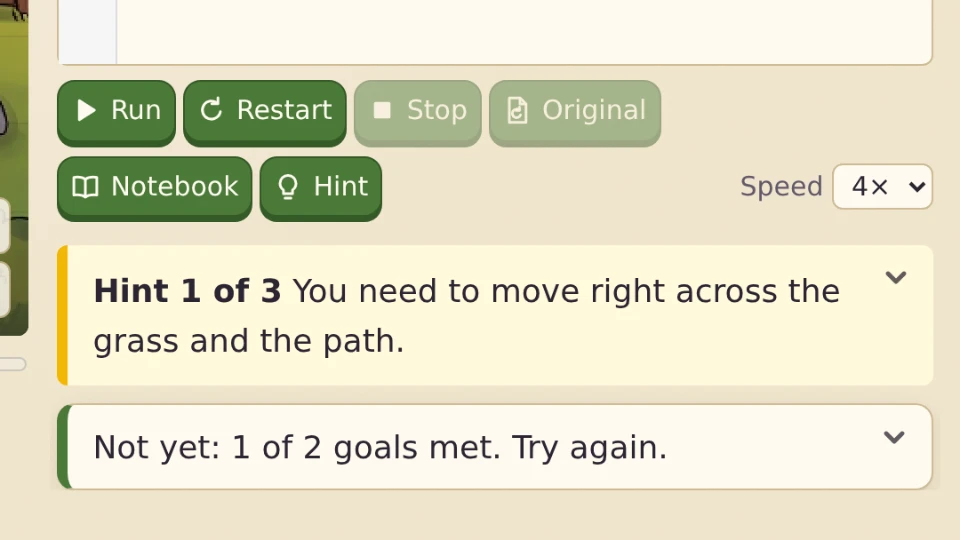 Run Restart Stop Original
Notebook Hint Speed 4×
Hint 1 of 3 You need to move right across the
grass and the path.
Not yet: 1 of 2 goals met. Try again.